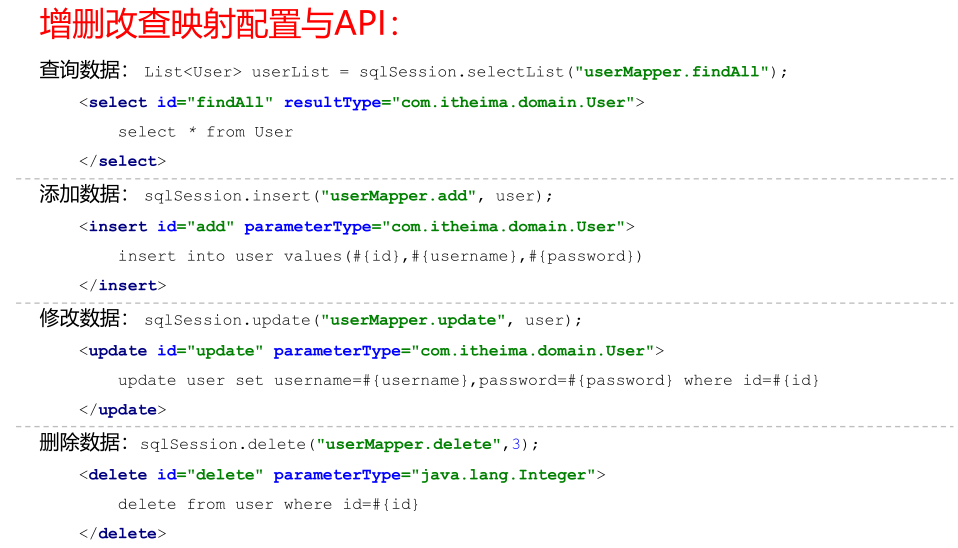 增删改查映射配置与API：
查询数据： List<User> userList = sqlSession.selectList("userMapper.findAll");
<select id="findAll" resultType="com.itheima.domain.User">
select * from User
</select>
添加数据： sqlSession.insert("userMapper.add", user);
<insert id="add" parameterType="com.itheima.domain.User">
insert into user values(#{id},#{username},#{password})
</insert>
修改数据： sqlSession.update("userMapper.update", user);
<update id="update" parameterType="com.itheima.domain.User">
update user set username=#{username},password=#{password} where id=#{id}
</update>
删除数据：sqlSession.delete("userMapper.delete",3);
<delete id="delete" parameterType="java.lang.Integer">
delete from user where id=#{id}
</delete>